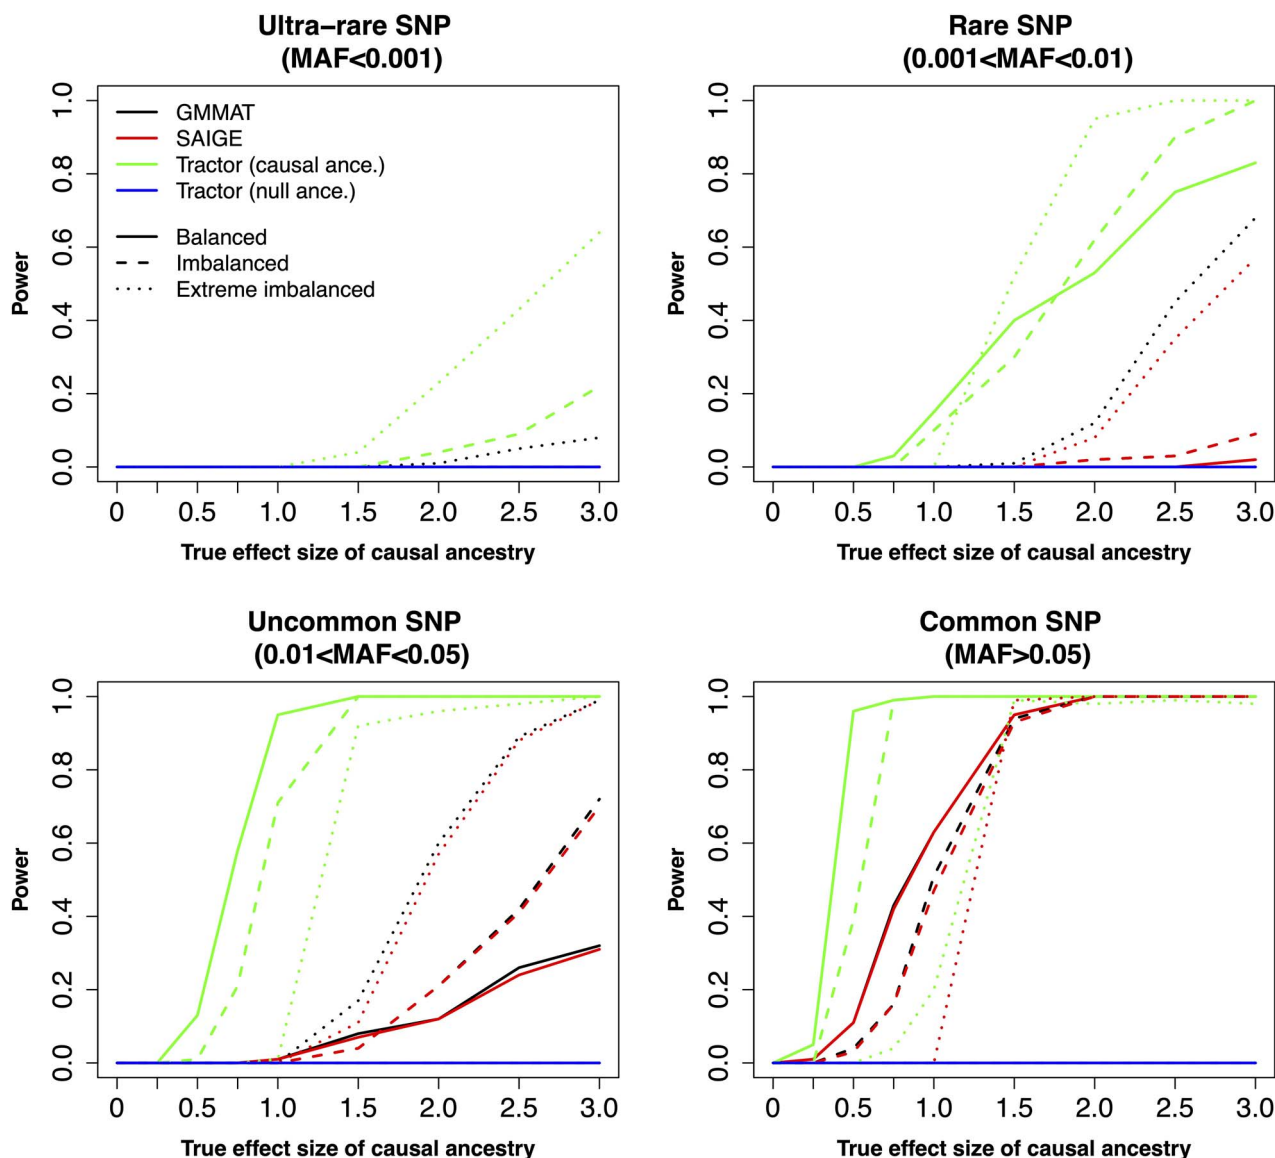 Ultra–rare SNP
(MAF<0.001)
Power
1.0
0.8
0.6
0.4
0.2
0.0
GMMAT
SAIGE
Tractor (causal ance.)
Tractor (null ance.)
Balanced
Imbalanced
Extreme imbalanced
0 0.5 1.0 1.5 2.0 2.5 3.0
True effect size of causal ancestry
Rare SNP
(0.001<MAF<0.01)
Power
1.0
0.8
0.6
0.4
0.2
0.0
0 0.5 1.0 1.5 2.0 2.5 3.0
True effect size of causal ancestry
Uncommon SNP
(0.01<MAF<0.05)
Power
1.0
0.8
0.6
0.4
0.2
0.0
0 0.5 1.0 1.5 2.0 2.5 3.0
True effect size of causal ancestry
Common SNP
(MAF>0.05)
Power
1.0
0.8
0.6
0.4
0.2
0.0
0 0.5 1.0 1.5 2.0 2.5 3.0
True effect size of causal ancestry